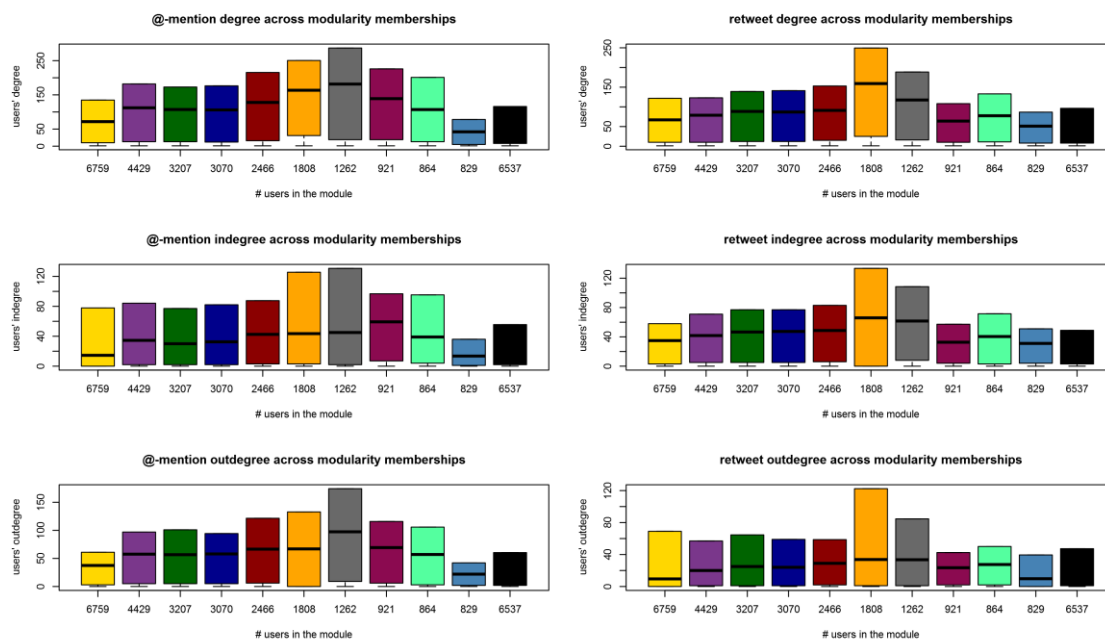 @-mention degree across modularity memberships
users' degree
0 50 150 250
6759 4429 3207 3070 2466 1808 1262 921 864 829 6537
# users in the module
retweet degree across modularity memberships
users' degree
0 50 150 250
6759 4429 3207 3070 2466 1808 1262 921 864 829 6537
# users in the module
@-mention indegree across modularity memberships
users' indegree
0 40 80 120
6759 4429 3207 3070 2466 1808 1262 921 864 829 6537
# users in the module
retweet indegree across modularity memberships
users' indegree
0 40 80 120
6759 4429 3207 3070 2466 1808 1262 921 864 829 6537
# users in the module
@-mention outdegree across modularity memberships
users' outdegree
0 50 100 150
6759 4429 3207 3070 2466 1808 1262 921 864 829 6537
# users in the module
retweet outdegree across modularity memberships
users' outdegree
0 40 80 120
6759 4429 3207 3070 2466 1808 1262 921 864 829 6537
# users in the module